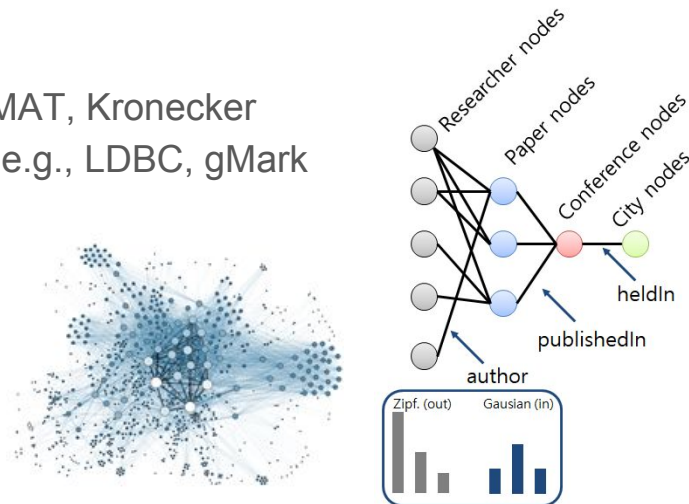 MAT, Kronecker
e.g., LDBC, gMark
Researcher nodes
Paper nodes
Conference nodes
City nodes
heldIn
publishedIn
author
Zipf. (out)
Gausian (in)